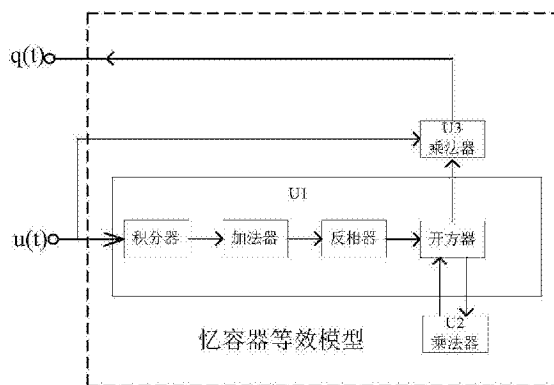 q(t)
U3
乘法器
U1
u(t)
积分器
加法器
反相器
开方器
U2
乘法器
忆容器等效模型